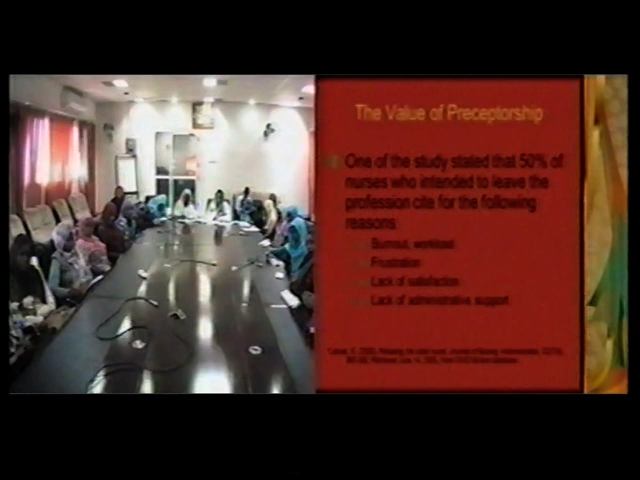 The Value of Preceptorship
One of the study stated that 50% of
nurses who intended to leave the
profession cite for the following
reasons:
Burnout, workload
Frustration
Lack of satisfaction
Lack of administrative support